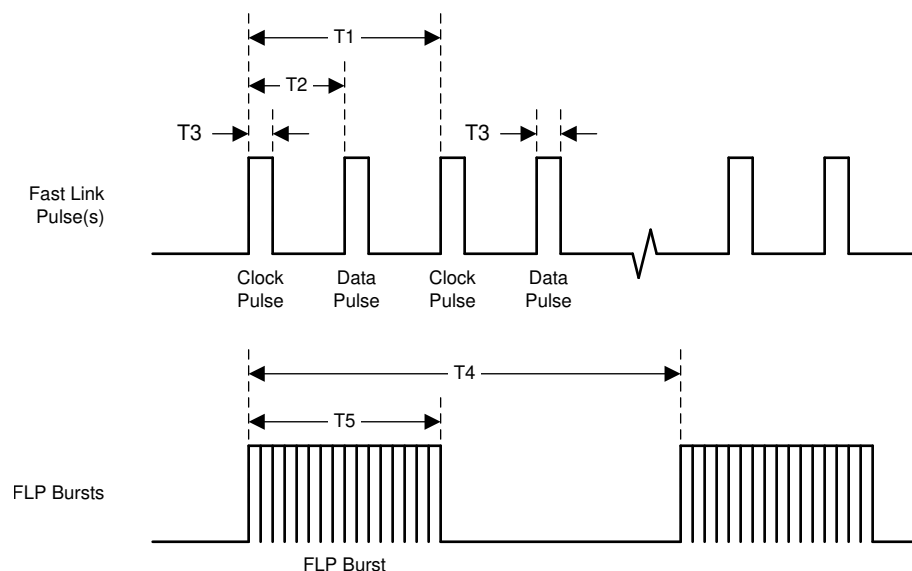 T1
T2
T3
T3
Fast Link
Pulse(s)
Clock
Pulse
Data
Pulse
Clock
Pulse
Data
Pulse
T4
T5
FLP Bursts
FLP Burst